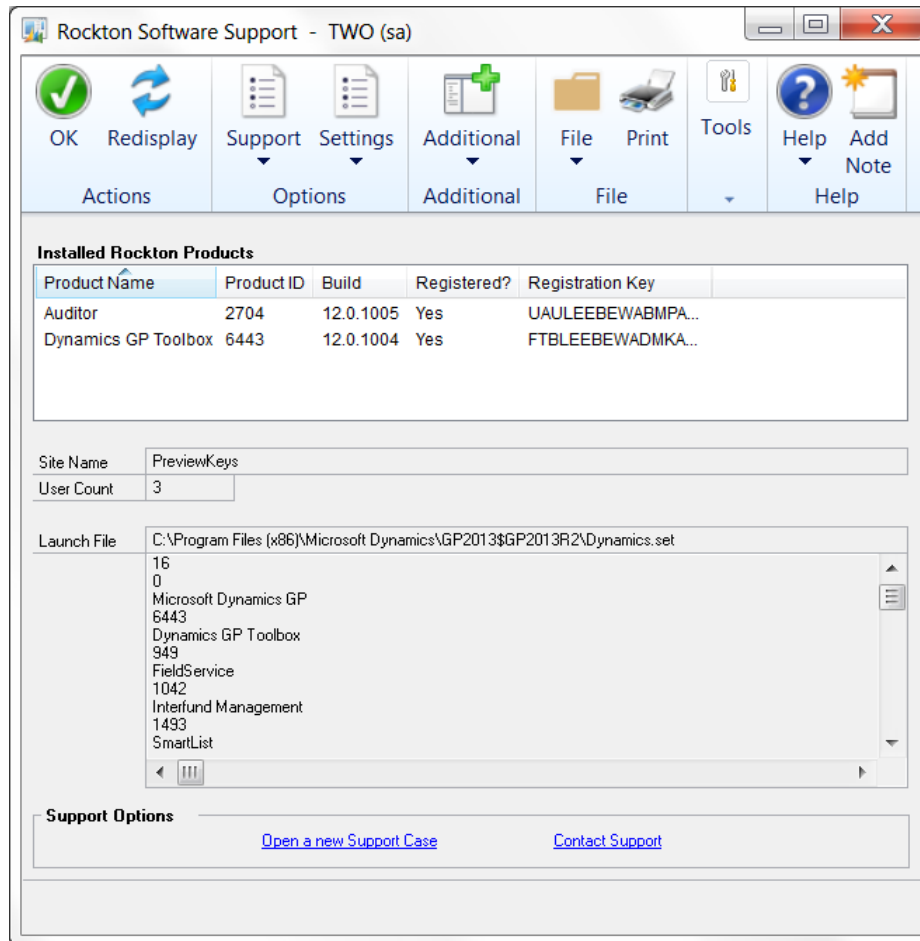 Rockton Software Support - TWO (sa)
OK Redisplay Support Settings Additional File Print Tools Help Add Note
Actions Options Additional File Help
Installed Rockton Products
Product Name Product ID Build Registered? Registration Key
Auditor 2704 12.0.1005 Yes UAULEEBEWABMPA...
Dynamics GP Toolbox 6443 12.0.1004 Yes FTBLEEBEWADMKA...
Site Name PreviewKeys
User Count 3
Launch File C:\Program Files (x86)\Microsoft Dynamics\GP2013$GP2013R2\Dynamics.set
16
0
Microsoft Dynamics GP
6443
Dynamics GP Toolbox
949
FieldService
1042
Interfund Management
1493
SmartList
Support Options
Open a new Support Case Contact Support